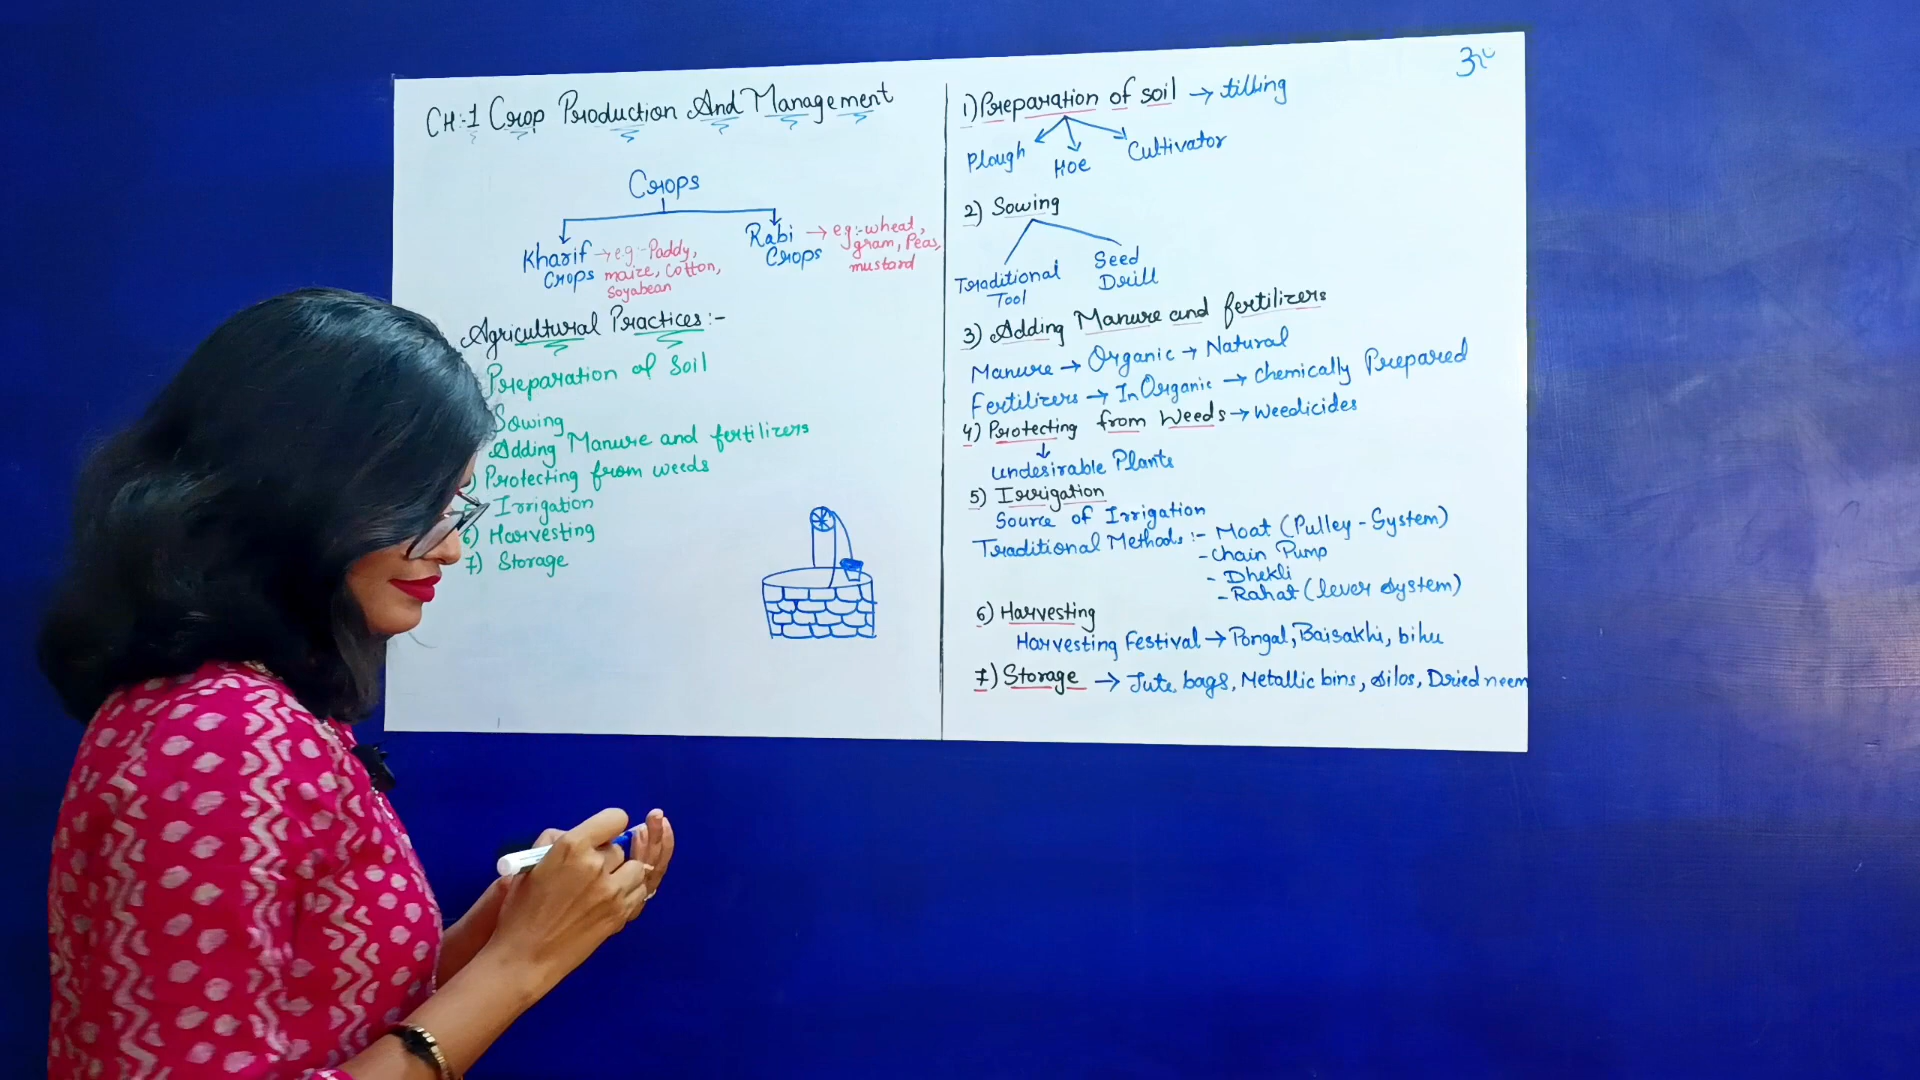 CH:-1 Crop Production And Management
Crops
Kharif Crops → e.g:- Paddy, maize, Cotton, Soyabean
Rabi Crops → eg:- wheat, gram, Peas, mustard
Agricultural Practices:-
Preparation of Soil
Sowing
Adding Manure and fertilizers
) Protecting from weeds
Irrigation
6) Harvesting
7) Storage
1) Preparation of soil → tilling
Plough
Hoe
Cultivator
2) Sowing
Traditional Tool
Seed Drill
3) Adding Manure and fertilizers
Manure → Organic → Natural
Fertilizers → InOrganic → chemically Prepared
4) Protecting from Weeds → Weedicides
undesirable Plants
5) Irrigation
Source of Irrigation
Traditional Methods:- - Moat (Pulley-System)
- Chain Pump
- Dhekli
- Rahat (lever System)
6) Harvesting
Harvesting Festival → Pongal, Baisakhi, bihu
7) Storage → Jute bags, Metallic bins, silos, Dried neem